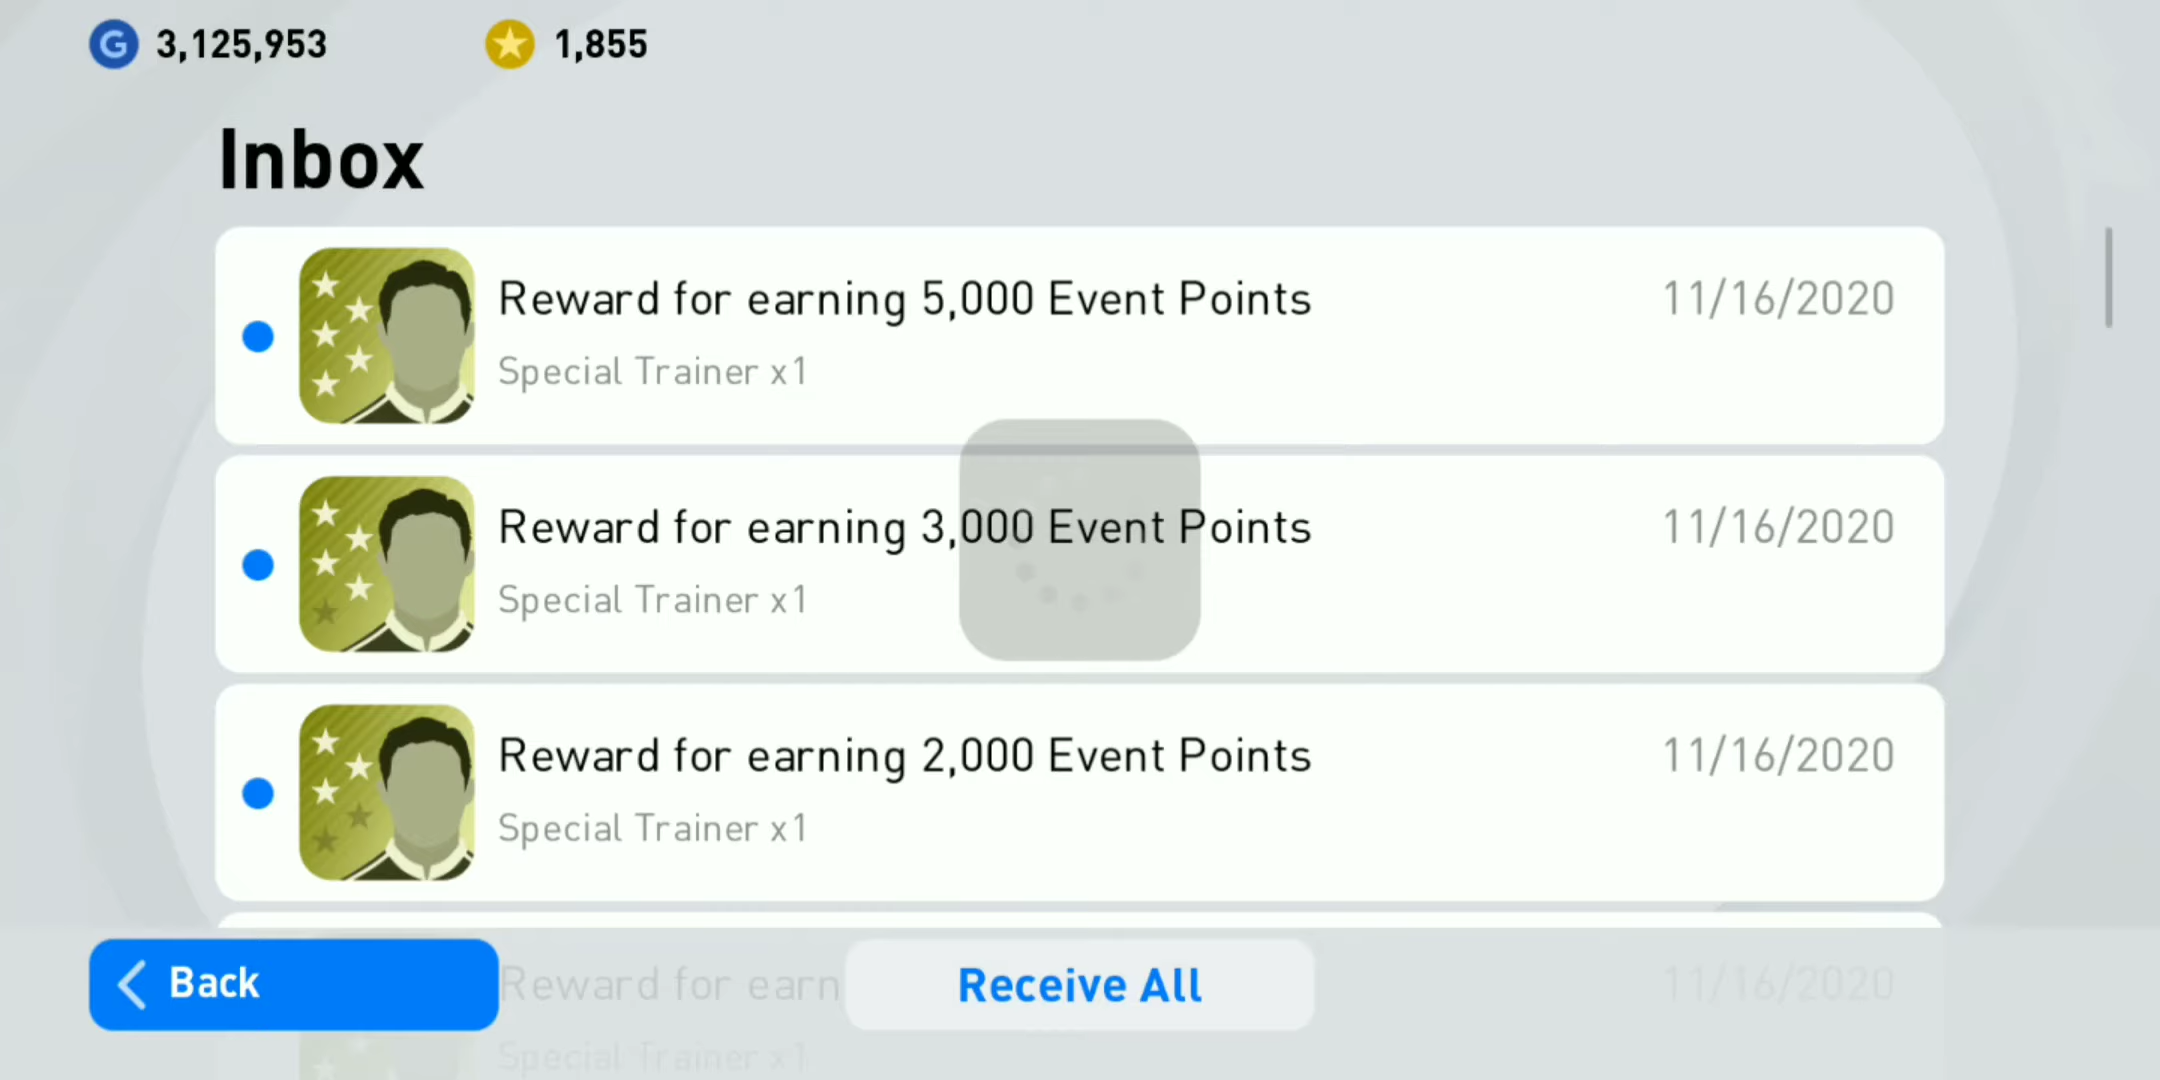 G 3,125,953 1,855
Inbox
Reward for earning 5,000 Event Points 11/16/2020
Special Trainer x1
Reward for earning 3,000 Event Points 11/16/2020
Special Trainer x1
Reward for earning 2,000 Event Points 11/16/2020
Special Trainer x1
Back Reward for earn Receive All 11/16/2020
Special Trainer x1